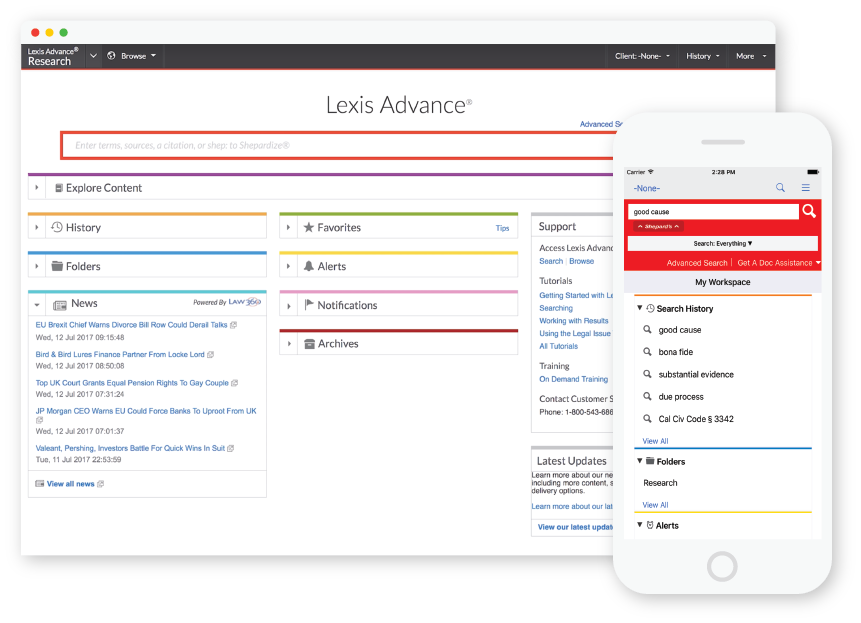 Lexis Advance®
Research
Browse
Client: -None-
History
More
Lexis Advance®
Advanced
Enter terms, sources, a citation, or shep: to Shepardize®
Explore Content
History
Folders
News
Powered By LAW360
EU Brexit Chief Warns Divorce Bill Row Could Derail Talks
Wed, 12 Jul 2017 09:15:48
Bird & Bird Lures Finance Partner From Locke Lord
Wed, 12 Jul 2017 08:50:08
Top UK Court Grants Equal Pension Rights To Gay Couple
Wed, 12 Jul 2017 07:31:24
JP Morgan CEO Warns EU Could Force Banks To Uproot From UK
Wed, 12 Jul 2017 07:01:37
Valeant, Pershing, Investors Battle For Quick Wins In Suit
Tue, 11 Jul 2017 22:53:59
View all news
Favorites
Tips
Alerts
Notifications
Archives
Support
Access Lexis Advanc
Search | Browse
Tutorials
Getting Started with Le
Searching
Working with Results
Using the Legal Issue
All Tutorials
Training
On Demand Training
Contact Customer S
Phone: 1-800-543-686
Latest Updates
Learn more about our ne
including more content, s
delivery options.
Learn more about our lat
View our latest updat
Carrier
2:28 PM
-None-
good cause
Shepard's
Search: Everything ▼
Advanced Search | Get A Doc Assistance
My Workspace
Search History
good cause
bona fide
substantial evidence
due process
Cal Civ Code § 3342
View All
Folders
Research
View All
Alerts